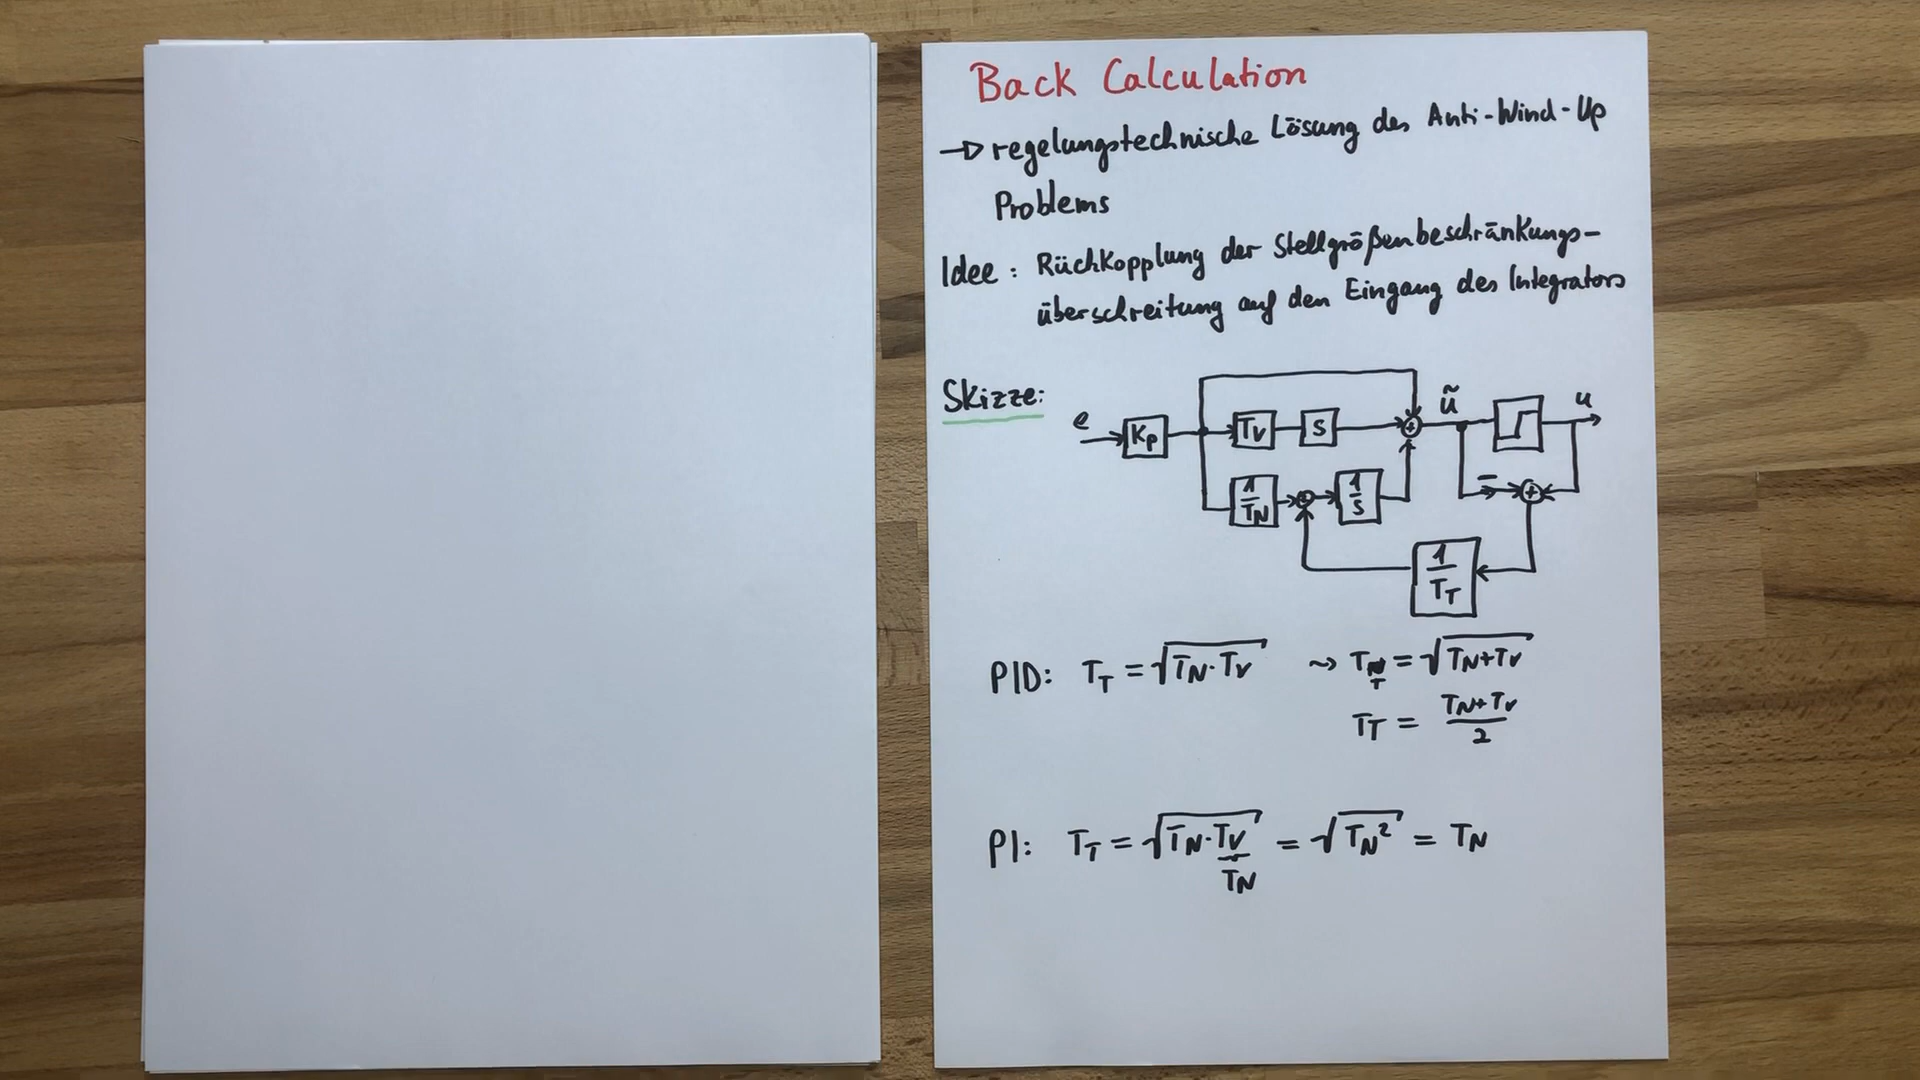 Back Calculation
→ regelungstechnische Lösung des Anti-Wind-Up
Problems
Idee: Rückkopplung der Stellgrößenbeschränkungs-
überschreitung auf den Eingang des Integrators
Skizze:
e Kp TV S + ũ u
1/TN + 1/S − +
1/TT
PID: TT = √TN·TV ⇝ TT = √TN+TV
TT = TN+TV / 2
PI: TT = √TN·TV = √TN² = TN
TN